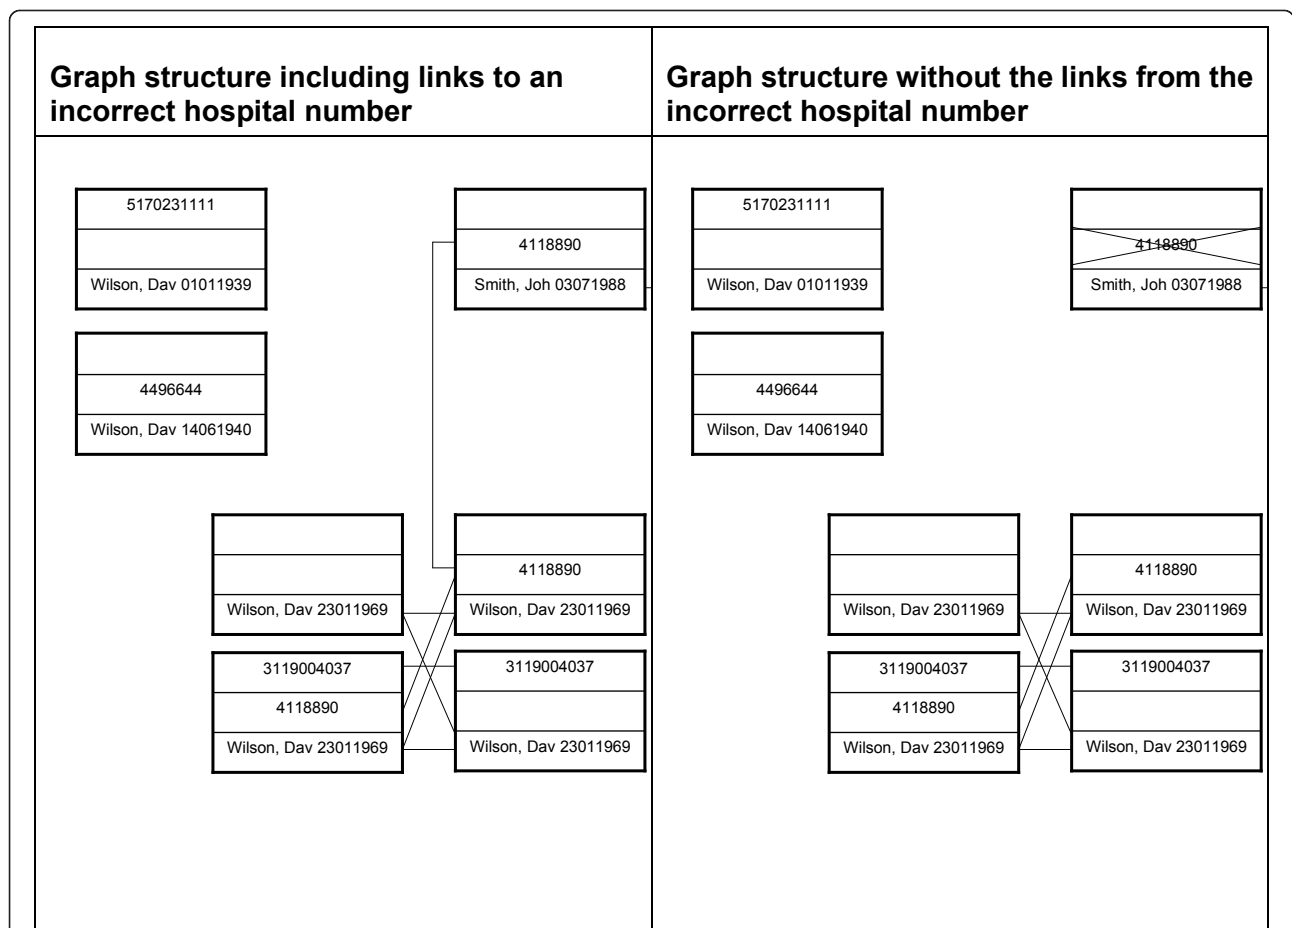 Graph structure including links to an
incorrect hospital number
Graph structure without the links from the
incorrect hospital number
5170231111
Wilson, Dav 01011939
4118890
Smith, Joh 03071988
4496644
Wilson, Dav 14061940
Wilson, Dav 23011969
4118890
Wilson, Dav 23011969
3119004037
4118890
Wilson, Dav 23011969
3119004037
Wilson, Dav 23011969
5170231111
Wilson, Dav 01011939
4118890
Smith, Joh 03071988
4496644
Wilson, Dav 14061940
Wilson, Dav 23011969
4118890
Wilson, Dav 23011969
3119004037
4118890
Wilson, Dav 23011969
3119004037
Wilson, Dav 23011969